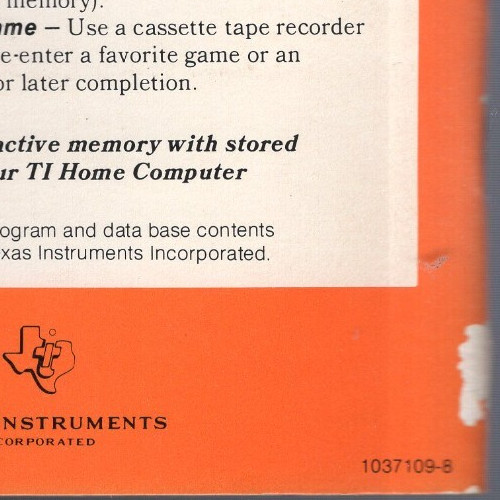 memory).
me — Use a cassette tape recorder
e-enter a favorite game or an
or later completion.
active memory with stored
ur TI Home Computer
ogram and data base contents
xas Instruments Incorporated.
INSTRUMENTS
CORPORATED
1037109-8